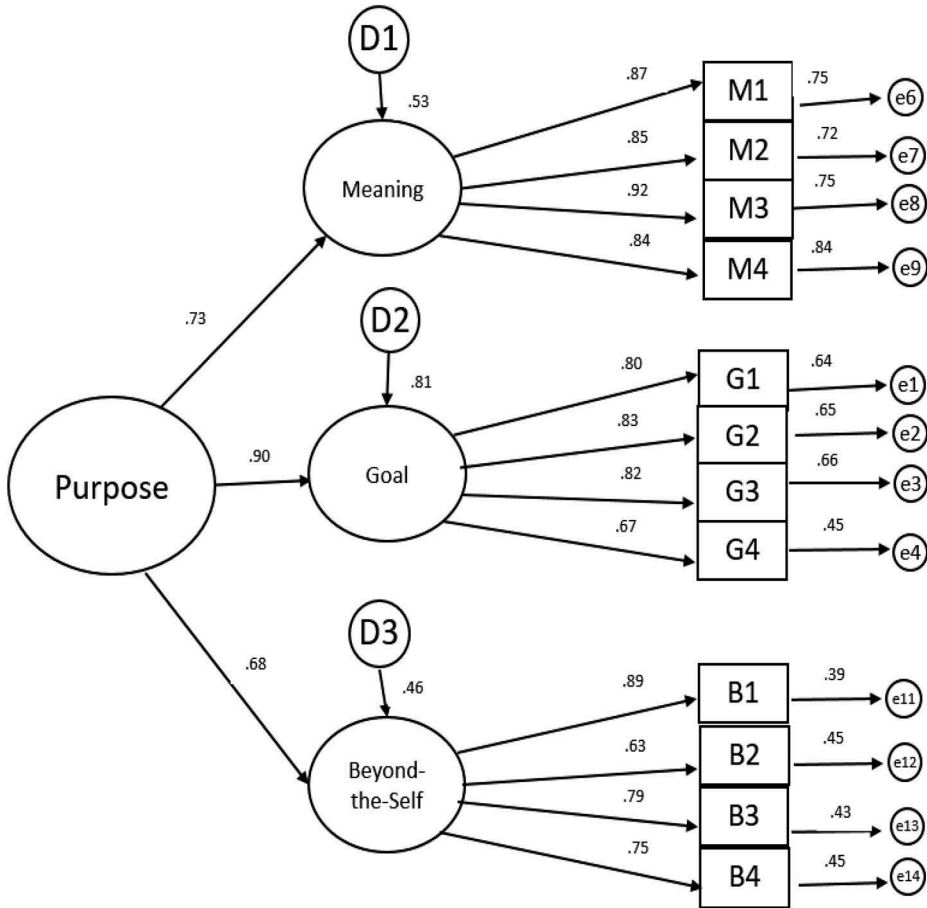 D1
.53
Meaning
.87
M1
.75
e6
.85
M2
.72
e7
.92
M3
.75
e8
.84
M4
.84
e9
.73
D2
.81
Goal
.80
G1
.64
e1
.83
G2
.65
e2
.82
G3
.66
e3
.67
G4
.45
e4
Purpose
.90
.68
D3
.46
Beyond-
the-Self
.89
B1
.39
e11
.63
B2
.45
e12
.79
B3
.43
e13
.75
B4
.45
e14